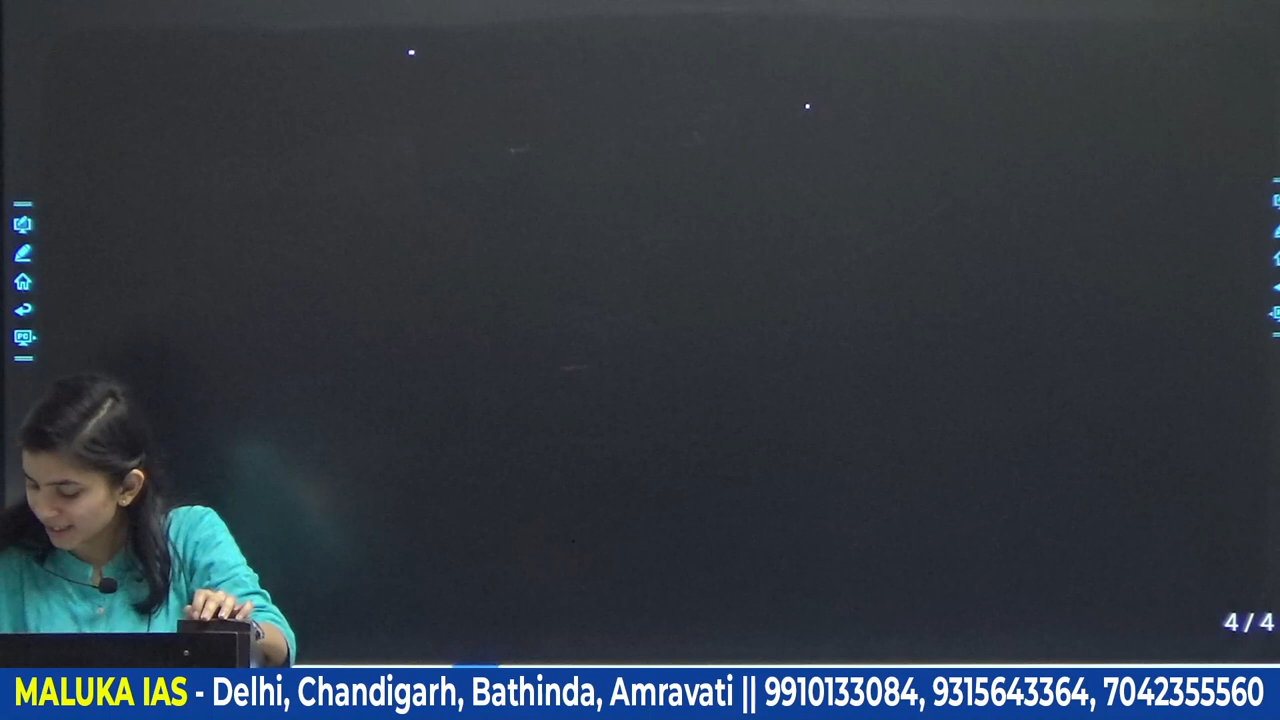 4 / 4
MALUKA IAS - Delhi, Chandigarh, Bathinda, Amravati || 9910133084, 9315643364, 7042355560